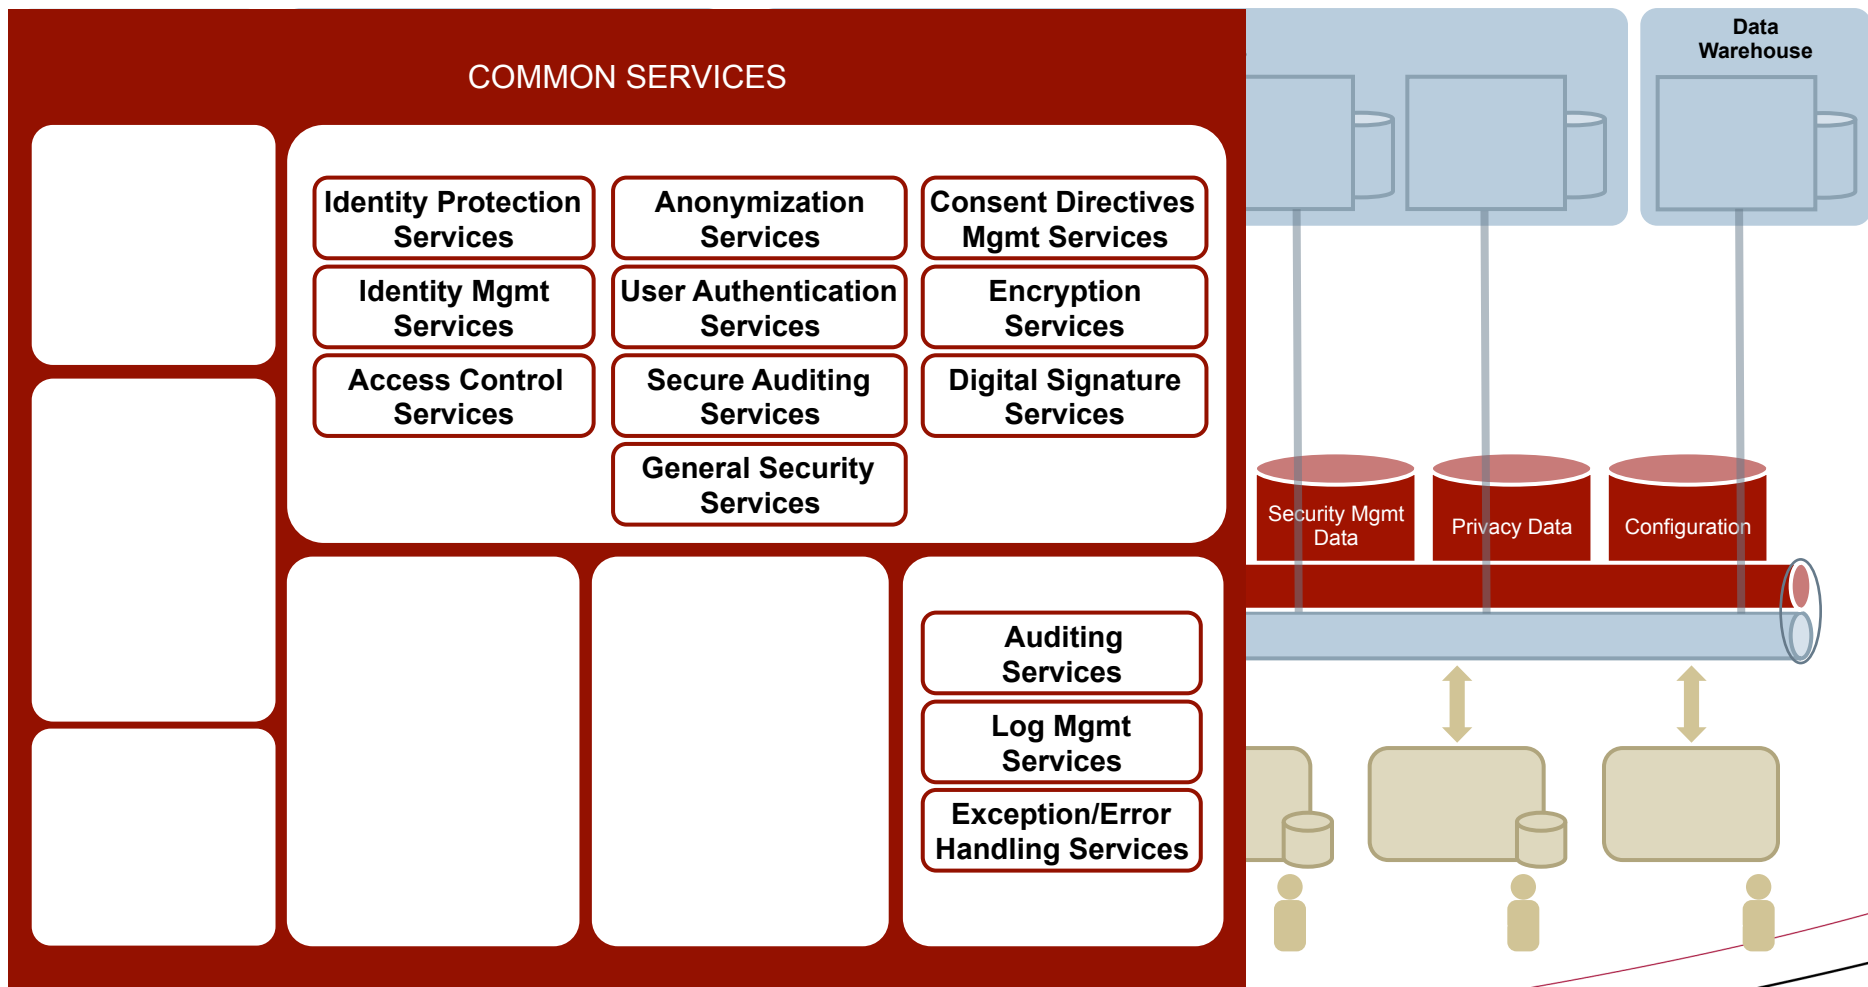 COMMON SERVICES
Data
Warehouse
Identity Protection
Services
Anonymization
Services
Consent Directives
Mgmt Services
Identity Mgmt
Services
User Authentication
Services
Encryption
Services
Access Control
Services
Secure Auditing
Services
Digital Signature
Services
General Security
Services
Security Mgmt
Data
Privacy Data
Configuration
Auditing
Services
Log Mgmt
Services
Exception/Error
Handling Services